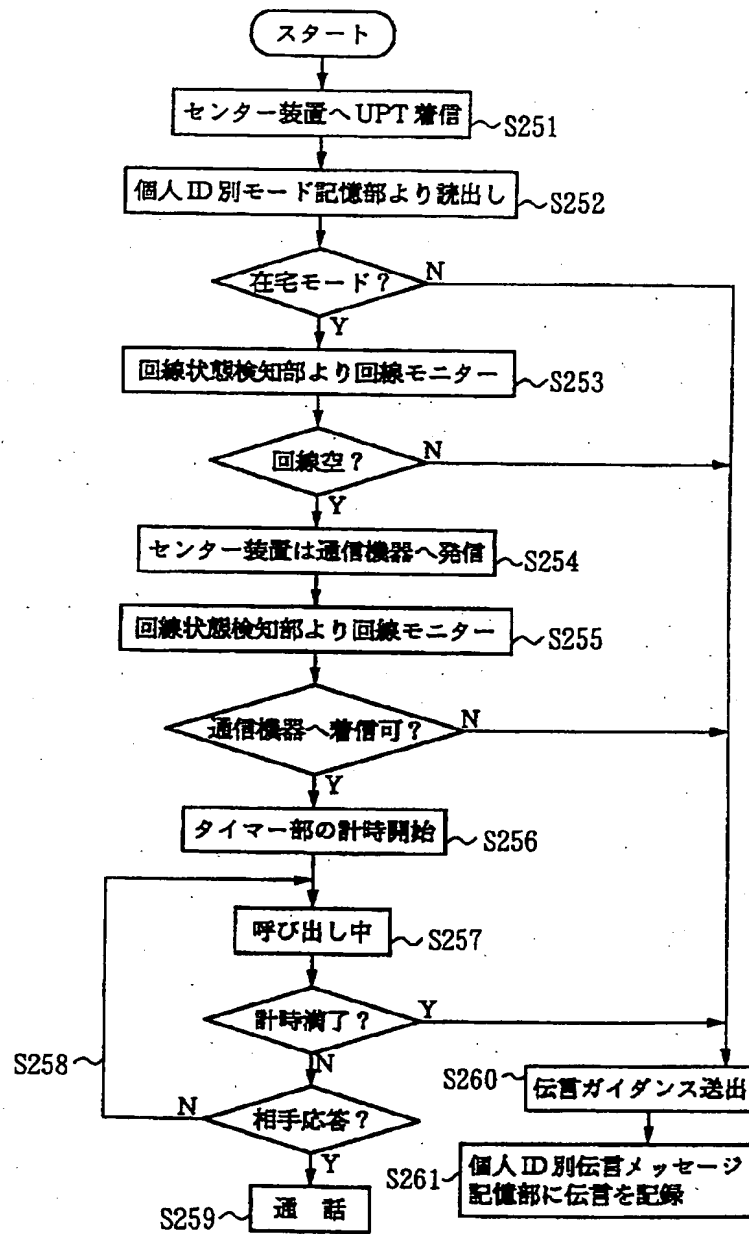 スタート
センター装置へUPT着信
S251
個人ID別モード記憶部より読出し
S252
在宅モード？
N
Y
回線状態検知部より回線モニター
S253
回線空？
N
Y
センター装置は通信機器へ発信
S254
回線状態検知部より回線モニター
S255
通信機器へ着信可？
N
Y
タイマー部の計時開始
S256
呼び出し中
S257
計時満了？
Y
N
S258
相手応答？
N
Y
S259
通 話
S260
伝言ガイダンス送出
S261
個人ID別伝言メッセージ
記憶部に伝言を記録